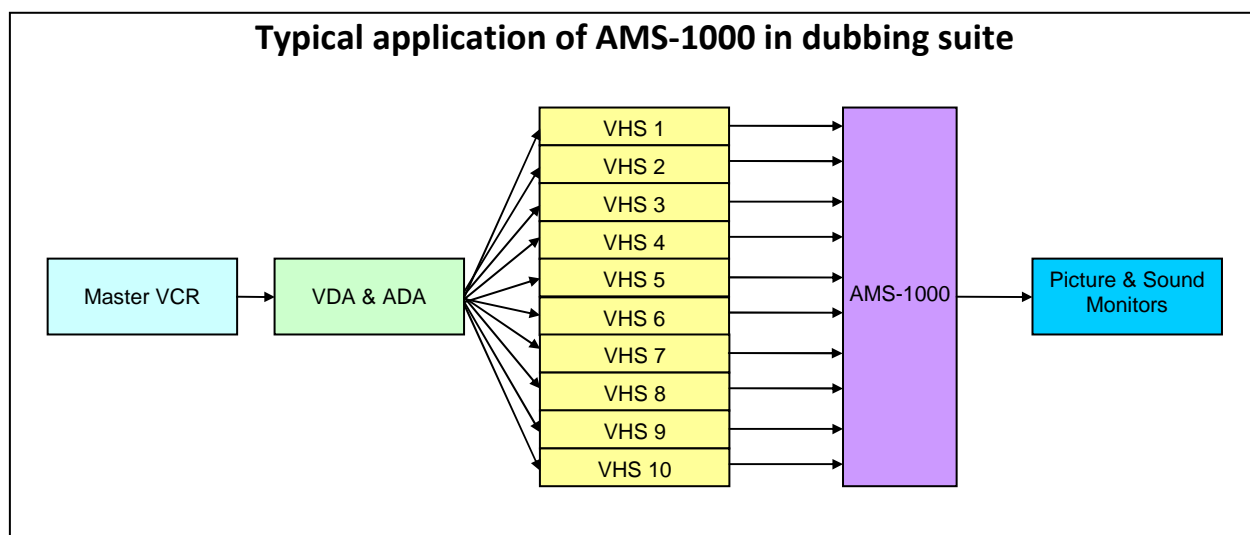 Typical application of AMS-1000 in dubbing suite
Master VCR
VDA & ADA
VHS 1
VHS 2
VHS 3
VHS 4
VHS 5
VHS 6
VHS 7
VHS 8
VHS 9
VHS 10
AMS-1000
Picture & Sound
Monitors